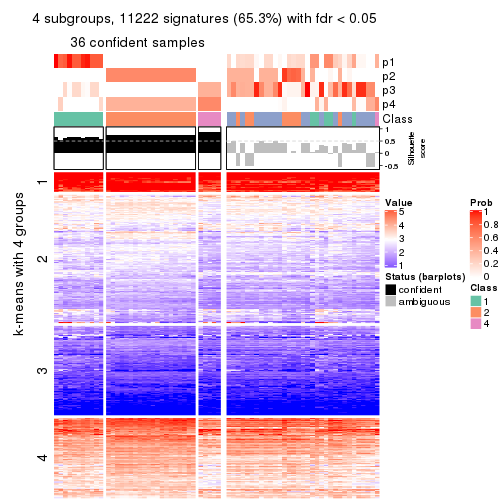 4 subgroups, 11222 signatures (65.3%) with fdr < 0.05
36 confident samples
p1
p2
p3
p4
Class
1
0.5
0
-0.5
Silhouette
score
k-means with 4 groups
1
2
3
4
Value
5
4
3
2
1
Status (barplots)
confident
ambiguous
Prob
1
0.8
0.6
0.4
0.2
0
Class
1
2
4